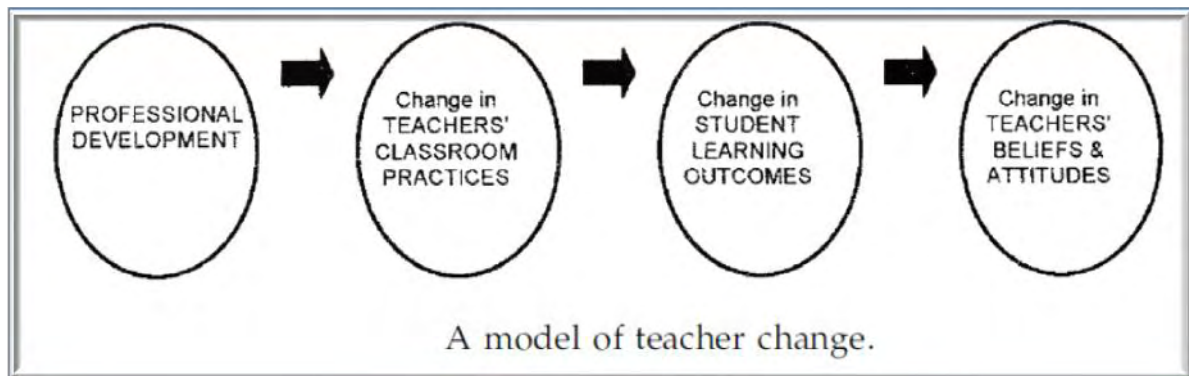 PROFESSIONAL
DEVELOPMENT
Change in
TEACHERS'
CLASSROOM
PRACTICES
Change in
STUDENT
LEARNING
OUTCOMES
Change in
TEACHERS'
BELIEFS &
ATTITUDES
A model of teacher change.